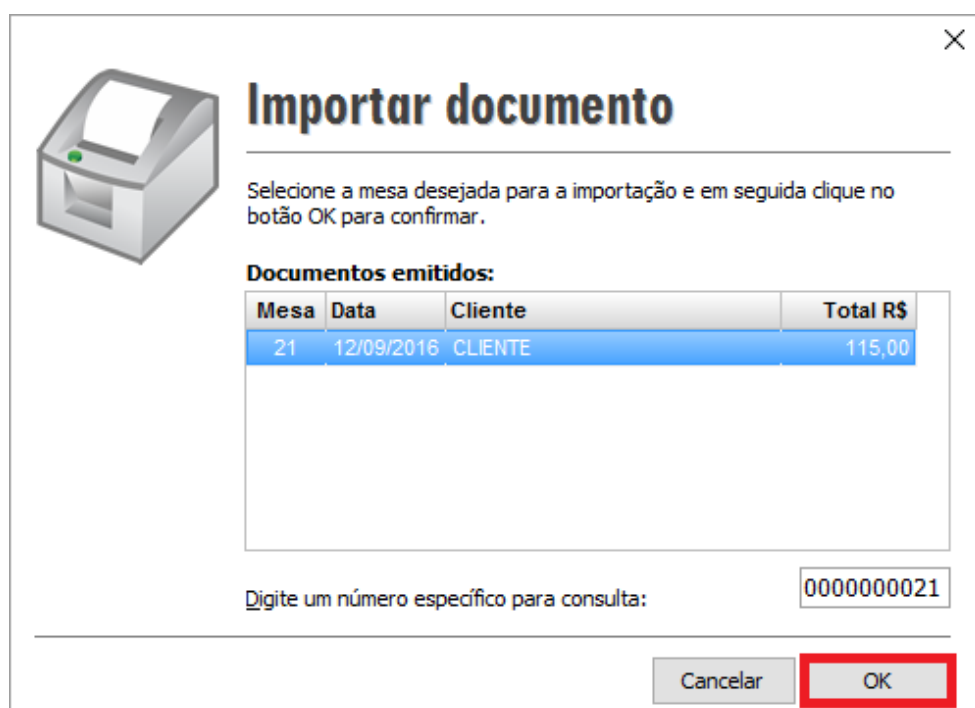 Importar documento
Selecione a mesa desejada para a importação e em seguida clique no
botão OK para confirmar.
Documentos emitidos:
Mesa Data Cliente Total R$
21 12/09/2016 CLIENTE 115,00
Digite um número específico para consulta: 0000000021
Cancelar OK